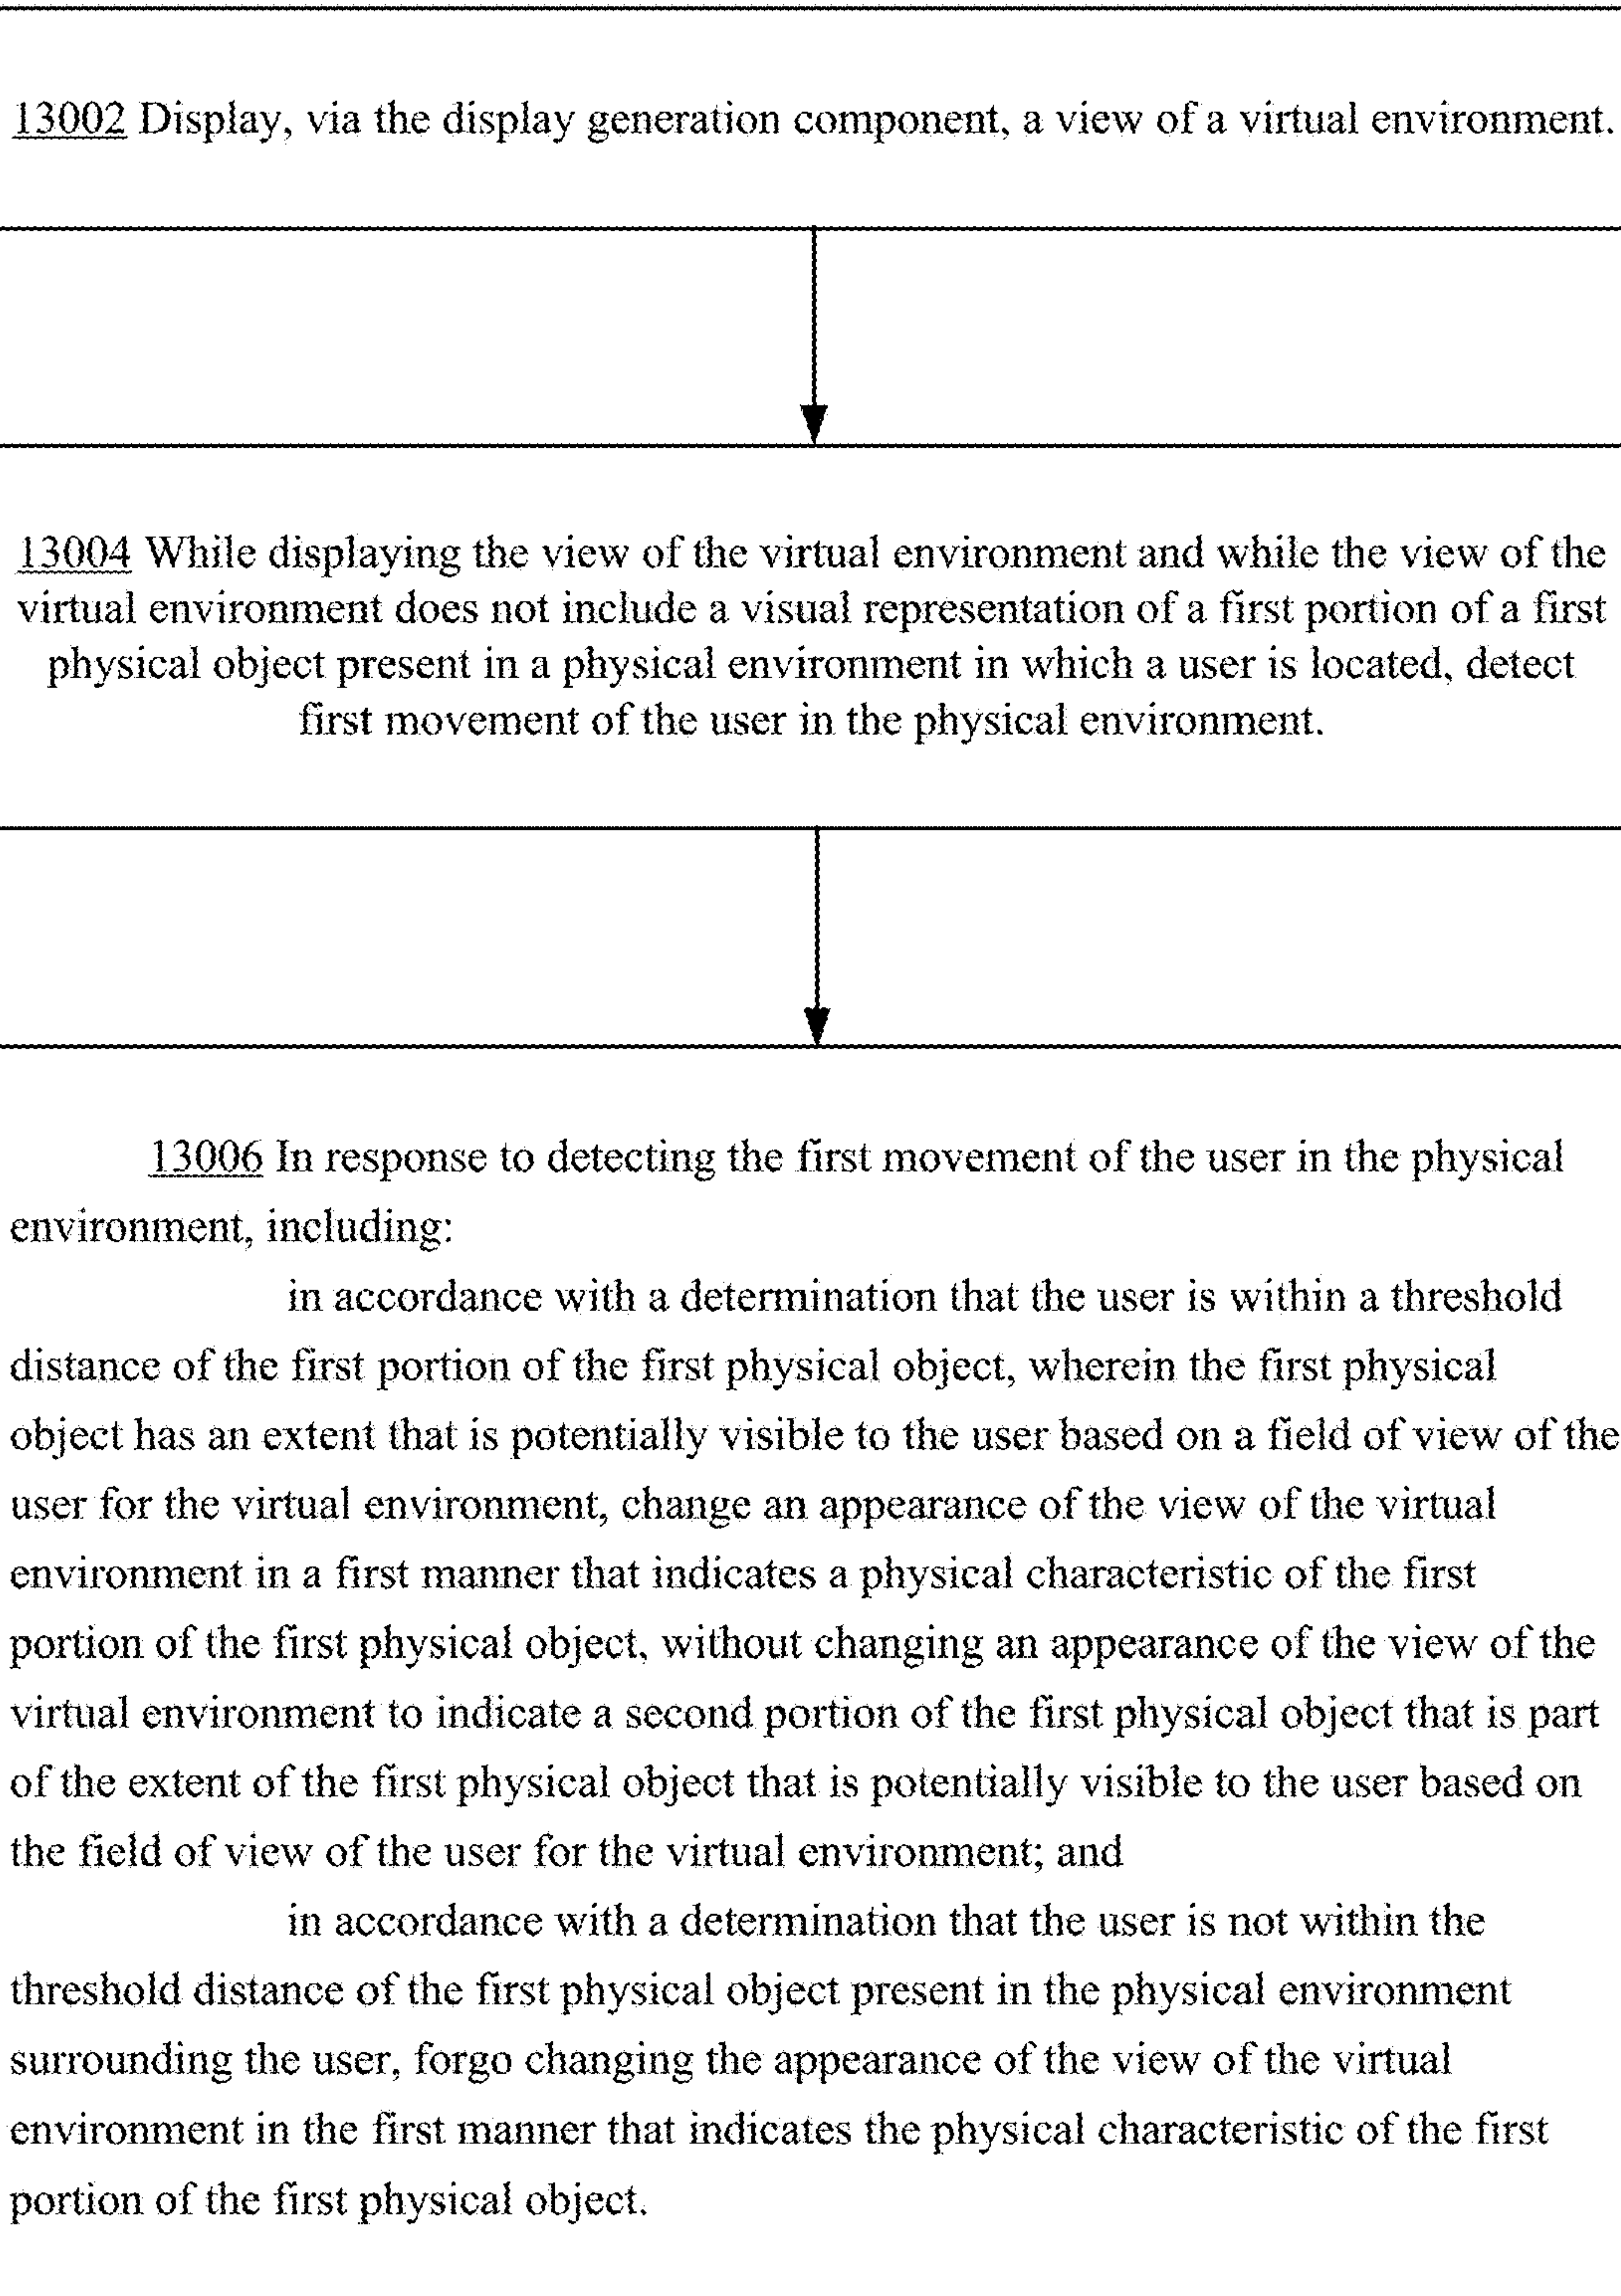 13002 Display, via the display generation component, a view of a virtual environment.
13004 While displaying the view of the virtual environment and while the view of the
virtual environment does not include a visual representation of a first portion of a first
physical object present in a physical environment in which a user is located, detect
first movement of the user in the physical environment.
13006 In response to detecting the first movement of the user in the physical
environment, including:
in accordance with a determination that the user is within a threshold
distance of the first portion of the first physical object, wherein the first physical
object has an extent that is potentially visible to the user based on a field of view of the
user for the virtual environment, change an appearance of the view of the virtual
environment in a first manner that indicates a physical characteristic of the first
portion of the first physical object, without changing an appearance of the view of the
virtual environment to indicate a second portion of the first physical object that is part
of the extent of the first physical object that is potentially visible to the user based on
the field of view of the user for the virtual environment; and
in accordance with a determination that the user is not within the
threshold distance of the first physical object present in the physical environment
surrounding the user, forgo changing the appearance of the view of the virtual
environment in the first manner that indicates the physical characteristic of the first
portion of the first physical object.